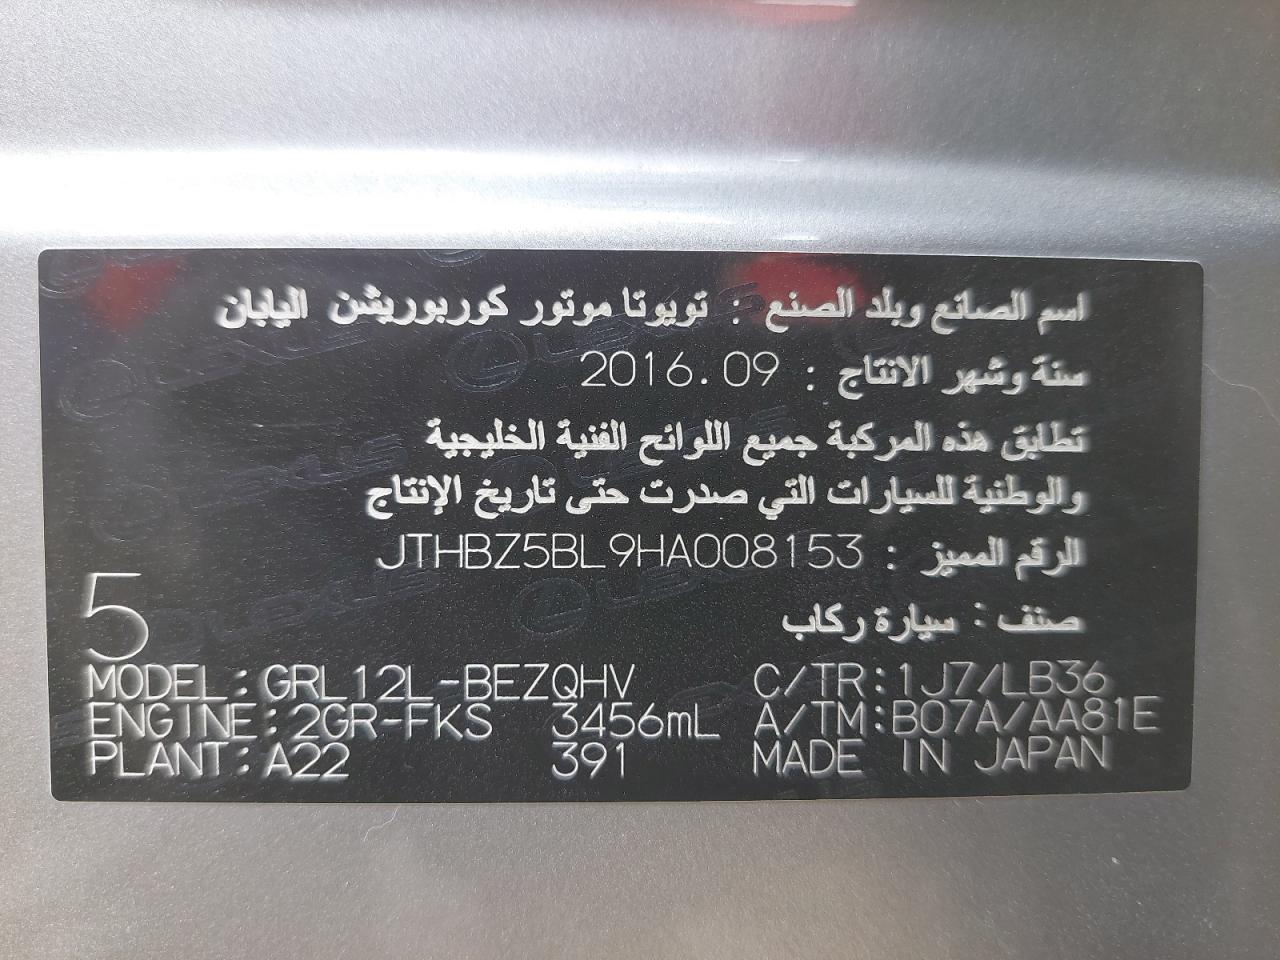 اسم الصانع وبلد الصنع : تويوتا موتور كوربوريشن اليابان
سنة وشهر الانتاج : 2016.09
تطابق هذه المركبة جميع اللوائح الفنية الخليجية
والوطنية للسيارات التي صدرت حتى تاريخ الإنتاج
الرقم المميز : JTHBZ5BL9HA008153
صنف : سيارة ركاب
5
MODEL:GRL12L-BEZQHV C/TR:1J7/LB36
ENGINE:2GR-FKS 3456mL A/TM:B07A/AA81E
PLANT:A22 391 MADE IN JAPAN